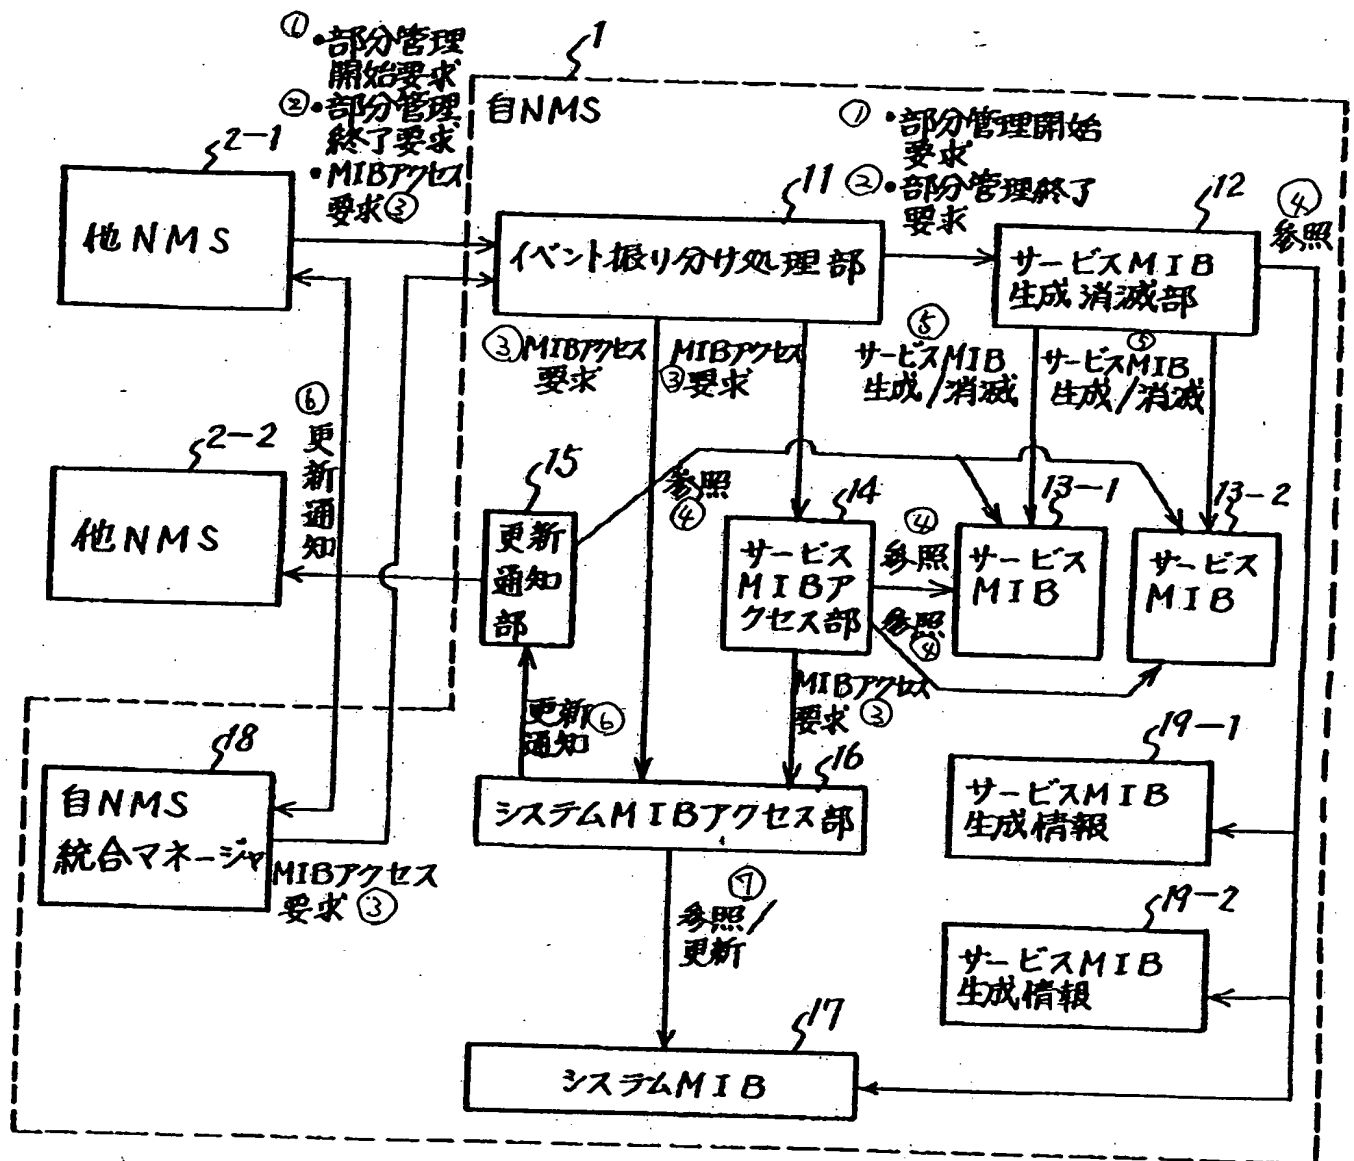 ①・部分管理
開始要求
②・部分管理
終了要求
・MIBアクセス
要求③
1
自NMS
①・部分管理開始
要求
②・部分管理終了
要求
2-1
他NMS
11
イベント振り分け処理部
12
サービスMIB
生成消滅部
④
参照
③MIBアクセス
要求
MIBアクセス
③要求
⑤
サービスMIB
生成/消滅
⑤
サービスMIB
生成/消滅
⑥
更
新
通
知
2-2
他NMS
15
更新
通知
部
参照
④
14
サービス
MIBア
クセス部
④
参照
参照
④
13-1
サービス
MIB
13-2
サービス
MIB
MIBアクセス
要求③
更新⑥
通知
18
自NMS
統合マネージャ
MIBアクセス
要求③
16
システムMIBアクセス部
19-1
サービスMIB
生成情報
⑦
参照/
更新
19-2
サービスMIB
生成情報
17
システムMIB